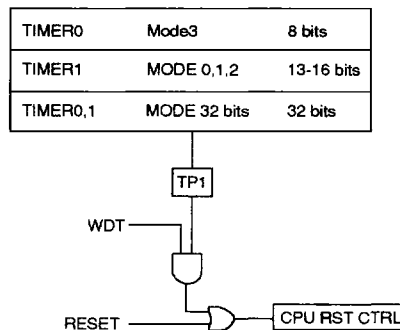 TIMER0 Mode3 8 bits
TIMER1 MODE 0,1,2 13-16 bits
TIMER0,1 MODE 32 bits 32 bits
TP1
WDT
RESET
CPU RST CTRL